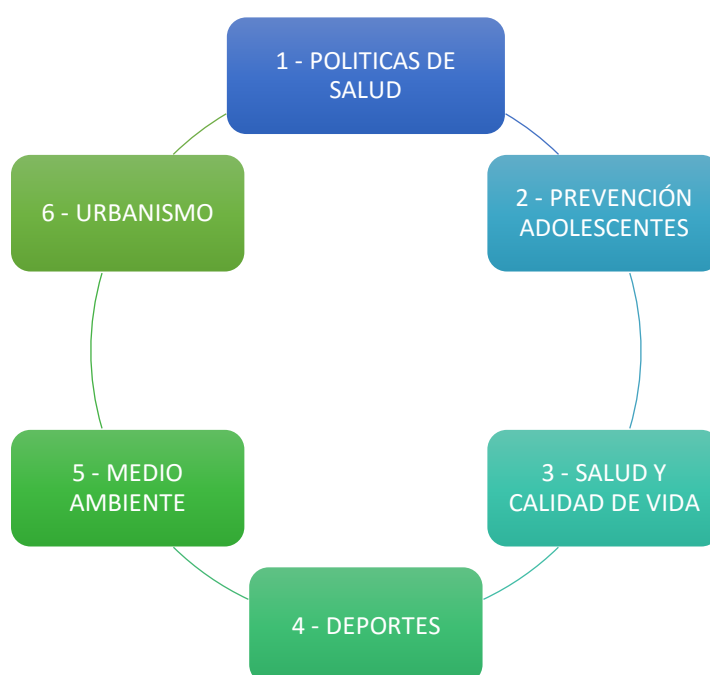 1 - POLITICAS DE
SALUD
2 - PREVENCIÓN
ADOLESCENTES
3 - SALUD Y
CALIDAD DE VIDA
4 - DEPORTES
5 - MEDIO
AMBIENTE
6 - URBANISMO